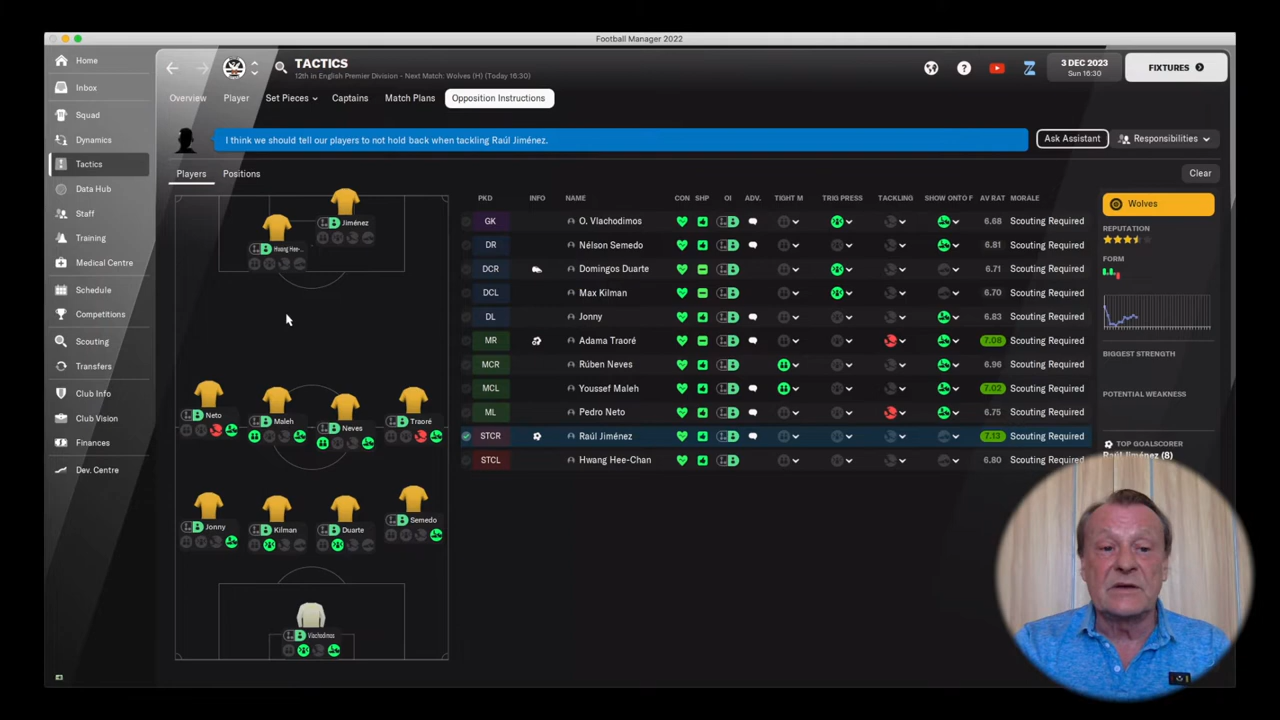 Football Manager 2022
Home
Inbox
Squad
Dynamics
Tactics
Data Hub
Staff
Training
Medical Centre
Schedule
Competitions
Scouting
Transfers
Club Info
Club Vision
Finances
Dev. Centre
TACTICS
12th in English Premier Division - Next Match: Wolves (H) (Today 16:30)
3 DEC 2023
Sun 16:30
FIXTURES
Overview Player Set Pieces Captains Match Plans Opposition Instructions
I think we should tell our players to not hold back when tackling Raúl Jiménez.
Ask Assistant
Responsibilities
Players Positions
Clear
Jiménez
Hwang Hee-...
Neto
Maleh
Neves
Traoré
Jonny
Kilman
Duarte
Semedo
Vlachodimos
PKD INFO NAME CON SHP OI ADV. TIGHT M TRIG PRESS TACKLING SHOW ONTO F AV RAT MORALE
GK O. Vlachodimos 6.68 Scouting Required
DR Nélson Semedo 6.81 Scouting Required
DCR Domingos Duarte 6.71 Scouting Required
DCL Max Kilman 6.70 Scouting Required
DL Jonny 6.83 Scouting Required
MR Adama Traoré 7.08 Scouting Required
MCR Rúben Neves 6.96 Scouting Required
MCL Youssef Maleh 7.02 Scouting Required
ML Pedro Neto 6.75 Scouting Required
STCR Raúl Jiménez 7.13 Scouting Required
STCL Hwang Hee-Chan 6.80 Scouting Required
Wolves
REPUTATION
FORM
BIGGEST STRENGTH
POTENTIAL WEAKNESS
TOP GOALSCORER
Raúl Jiménez (8)